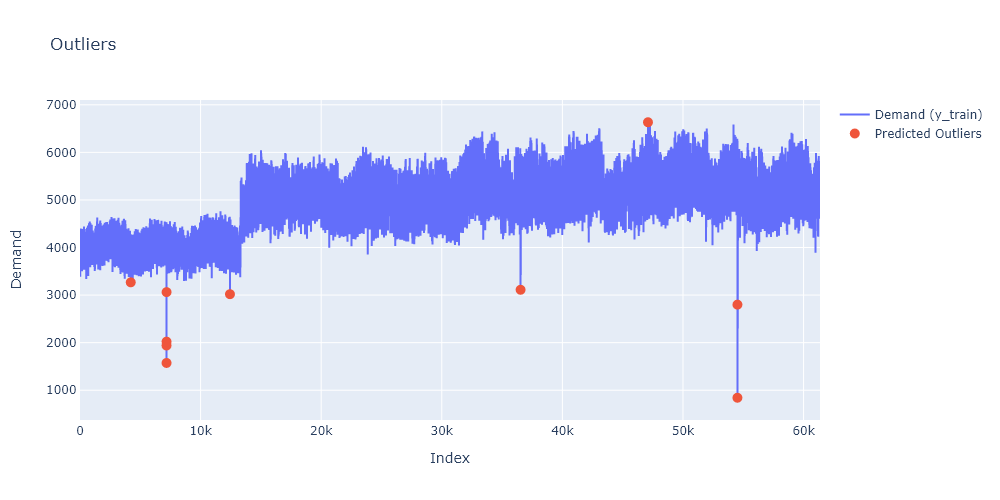 Outliers
Demand (y_train)
Predicted Outliers
7000
6000
5000
4000
3000
2000
1000
Demand
0
10k
20k
30k
40k
50k
60k
Index